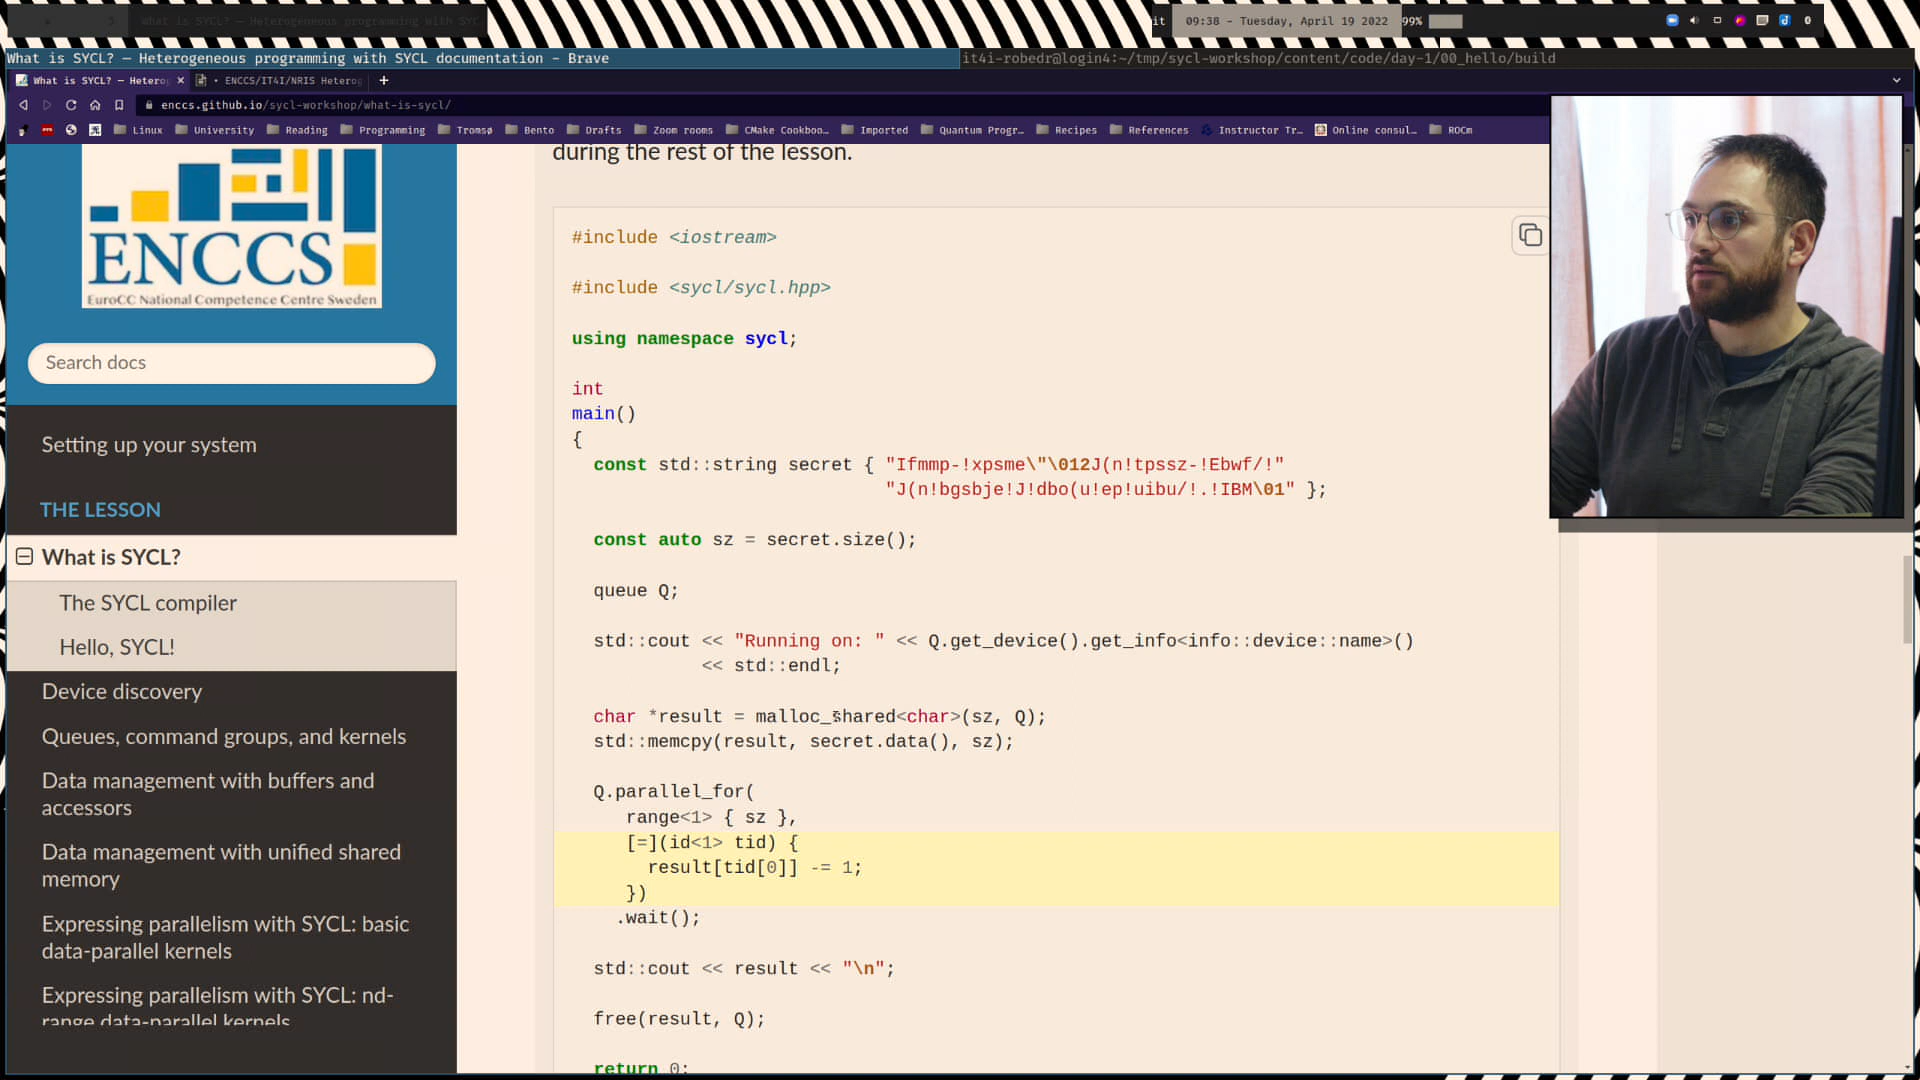 What is SYCL? — Heterogeneous programming with SYC
it
09:38 - Tuesday, April 19 2022
99%
What is SYCL? — Heterogeneous programming with SYCL documentation - Brave
it4i-robedr@login4:~/tmp/sycl-workshop/content/code/day-1/00_hello/build
What is SYCL? — Hetero
• ENCCS/IT4I/NRIS Heterog
enccs.github.io/sycl-workshop/what-is-sycl/
Linux
University
Reading
Programming
Tromsø
Bento
Drafts
Zoom rooms
CMake Cookboo…
Imported
Quantum Progr…
Recipes
References
Instructor Tr…
Online consul…
ROCm
ENCCS
EuroCC National Competence Centre Sweden
Search docs
Setting up your system
THE LESSON
What is SYCL?
The SYCL compiler
Hello, SYCL!
Device discovery
Queues, command groups, and kernels
Data management with buffers and
accessors
Data management with unified shared
memory
Expressing parallelism with SYCL: basic
data-parallel kernels
Expressing parallelism with SYCL: nd-
range data-parallel kernels
during the rest of the lesson.
#include <iostream>
#include <sycl/sycl.hpp>
using namespace sycl;
int
main()
{
const std::string secret { "Ifmmp-!xpsme\"\012J(n!tpssz-!Ebwf/!"
"J(n!bgsbje!J!dbo(u!ep!uibu/!.!IBM\01" };
const auto sz = secret.size();
queue Q;
std::cout << "Running on: " << Q.get_device().get_info<info::device::name>()
<< std::endl;
char *result = malloc_shared<char>(sz, Q);
std::memcpy(result, secret.data(), sz);
Q.parallel_for(
range<1> { sz },
[=](id<1> tid) {
result[tid[0]] -= 1;
})
.wait();
std::cout << result << "\n";
free(result, Q);
return 0;